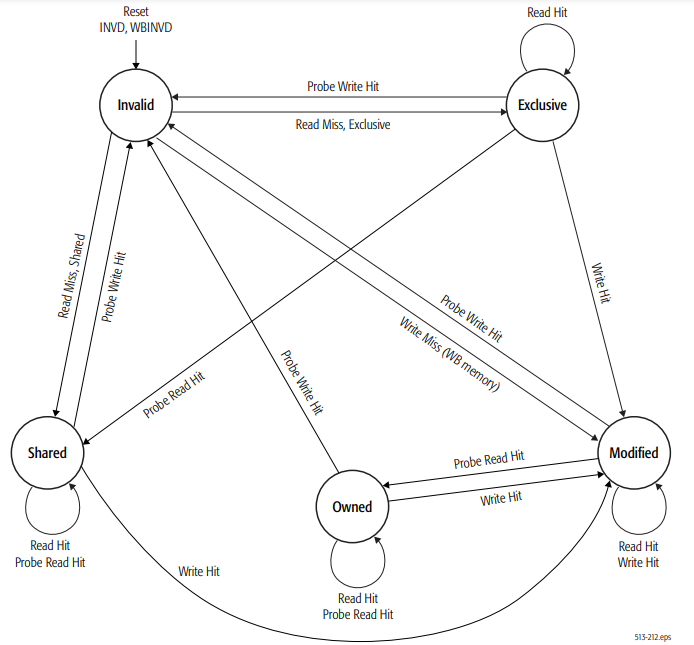 Reset
INVD, WBINVD
Read Hit
Invalid
Exclusive
Probe Write Hit
Read Miss, Exclusive
Read Miss, Shared
Probe Write Hit
Write Hit
Probe Write Hit
Write Miss (WB memory)
Probe Write Hit
Probe Read Hit
Shared
Modified
Probe Read Hit
Write Hit
Owned
Read Hit
Probe Read Hit
Read Hit
Write Hit
Write Hit
Read Hit
Probe Read Hit
513-212.eps